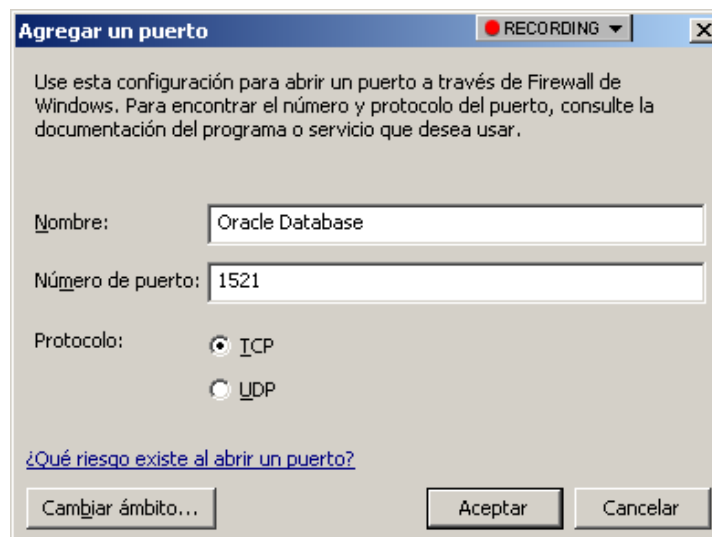 Agregar un puerto
RECORDING
Use esta configuración para abrir un puerto a través de Firewall de
Windows. Para encontrar el número y protocolo del puerto, consulte la
documentación del programa o servicio que desea usar.
Nombre:
Oracle Database
Número de puerto:
1521
Protocolo:
TCP
UDP
¿Qué riesgo existe al abrir un puerto?
Cambiar ámbito...
Aceptar
Cancelar